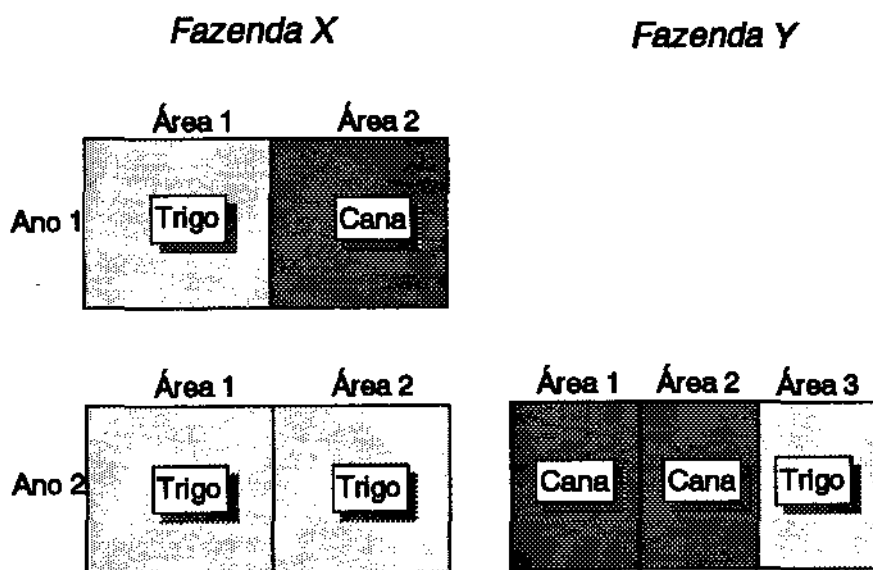 Fazenda X
Fazenda Y
Área 1 Área 2
Ano 1 Trigo Cana
Área 1 Área 2 Área 1 Área 2 Área 3
Ano 2 Trigo Trigo Cana Cana Trigo